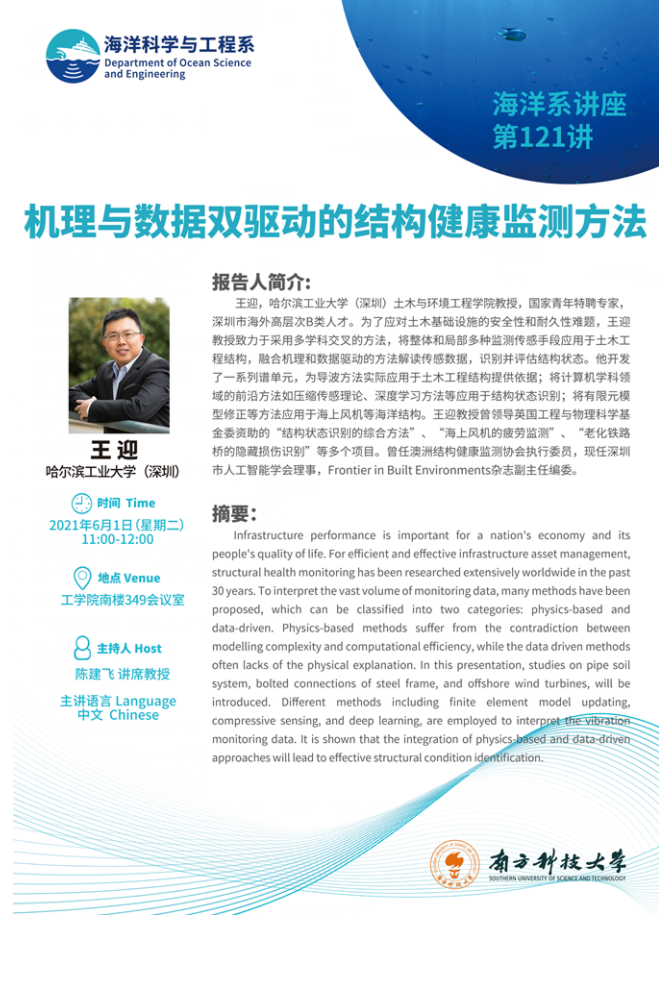 海洋科学与工程系
Department of Ocean Science
and Engineering
海洋系讲座
第121讲
机理与数据双驱动的结构健康监测方法
王 迎
哈尔滨工业大学（深圳）
时间 Time
2021年6月1日（星期二）
11:00-12:00
地点 Venue
工学院南楼349会议室
主持人 Host
陈建飞 讲席教授
主讲语言 Language
中文 Chinese
报告人简介:
王迎，哈尔滨工业大学（深圳）土木与环境工程学院教授，国家青年特聘专家，
深圳市海外高层次B类人才。为了应对土木基础设施的安全性和耐久性难题，王迎
教授致力于采用多学科交叉的方法，将整体和局部多种监测传感手段应用于土木工
程结构，融合机理和数据驱动的方法解读传感数据，识别并评估结构状态。他开发
了一系列谱单元，为导波方法实际应用于土木工程结构提供依据；将计算机学科领
域的前沿方法如压缩传感理论、深度学习方法等应用于结构状态识别；将有限元模
型修正等方法应用于海上风机等海洋结构。王迎教授曾领导英国工程与物理科学基
金委资助的“结构状态识别的综合方法”、“海上风机的疲劳监测”、“老化铁路
桥的隐藏损伤识别”等多个项目。曾任澳洲结构健康监测协会执行委员，现任深圳
市人工智能学会理事，Frontier in Built Environments杂志副主任编委。
摘要：
Infrastructure performance is important for a nation's economy and its
people's quality of life. For efficient and effective infrastructure asset management,
structural health monitoring has been researched extensively worldwide in the past
30 years. To interpret the vast volume of monitoring data, many methods have been
proposed, which can be classified into two categories: physics-based and
data-driven. Physics-based methods suffer from the contradiction between
modelling complexity and computational efficiency, while the data driven methods
often lacks of the physical explanation. In this presentation, studies on pipe soil
system, bolted connections of steel frame, and offshore wind turbines, will be
introduced. Different methods including finite element model updating,
compressive sensing, and deep learning, are employed to interpret the vibration
monitoring data. It is shown that the integration of physics-based and data-driven
approaches will lead to effective structural condition identification.
南方科技大学
SOUTHERN UNIVERSITY OF SCIENCE AND TECHNOLOGY